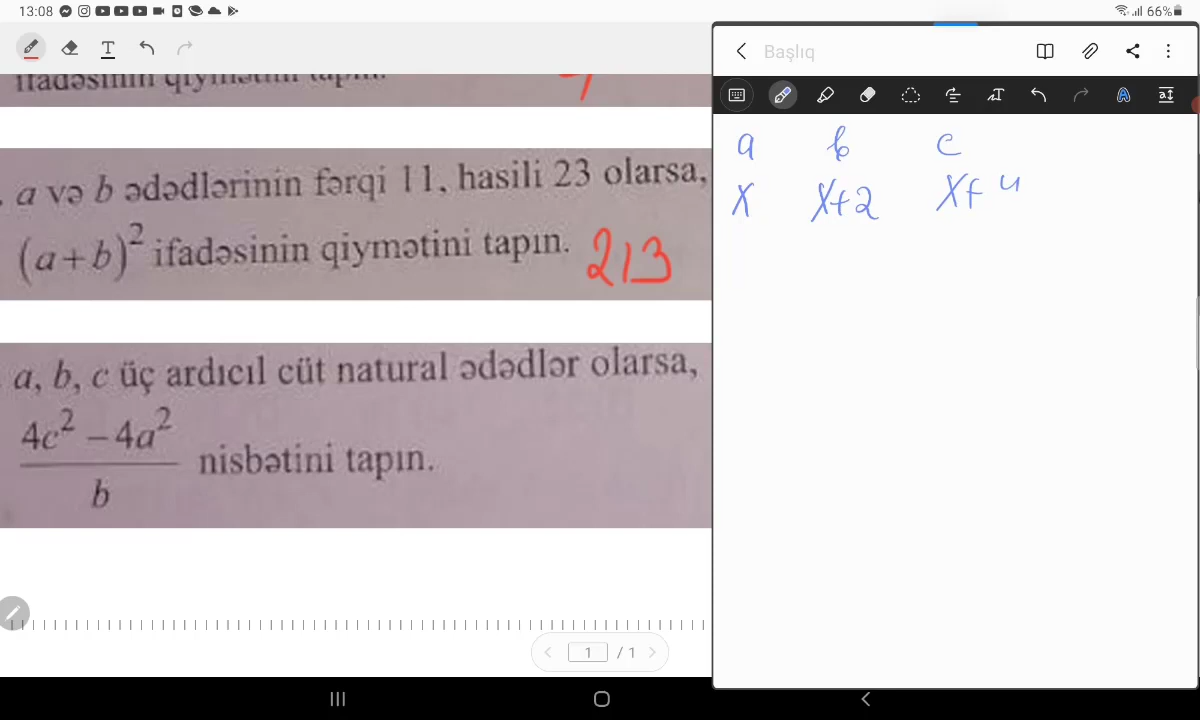 13:08
66%
Başlıq
ifadəsinin qiymətini tapın.
a və b ədədlərinin fərqi 11, hasili 23 olarsa,
(a+b)² ifadəsinin qiymətini tapın. 213
a, b, c üç ardıcıl cüt natural ədədlər olarsa,
4c² – 4a²
b
nisbətini tapın.
1 / 1
a b c
x x+2 x+4